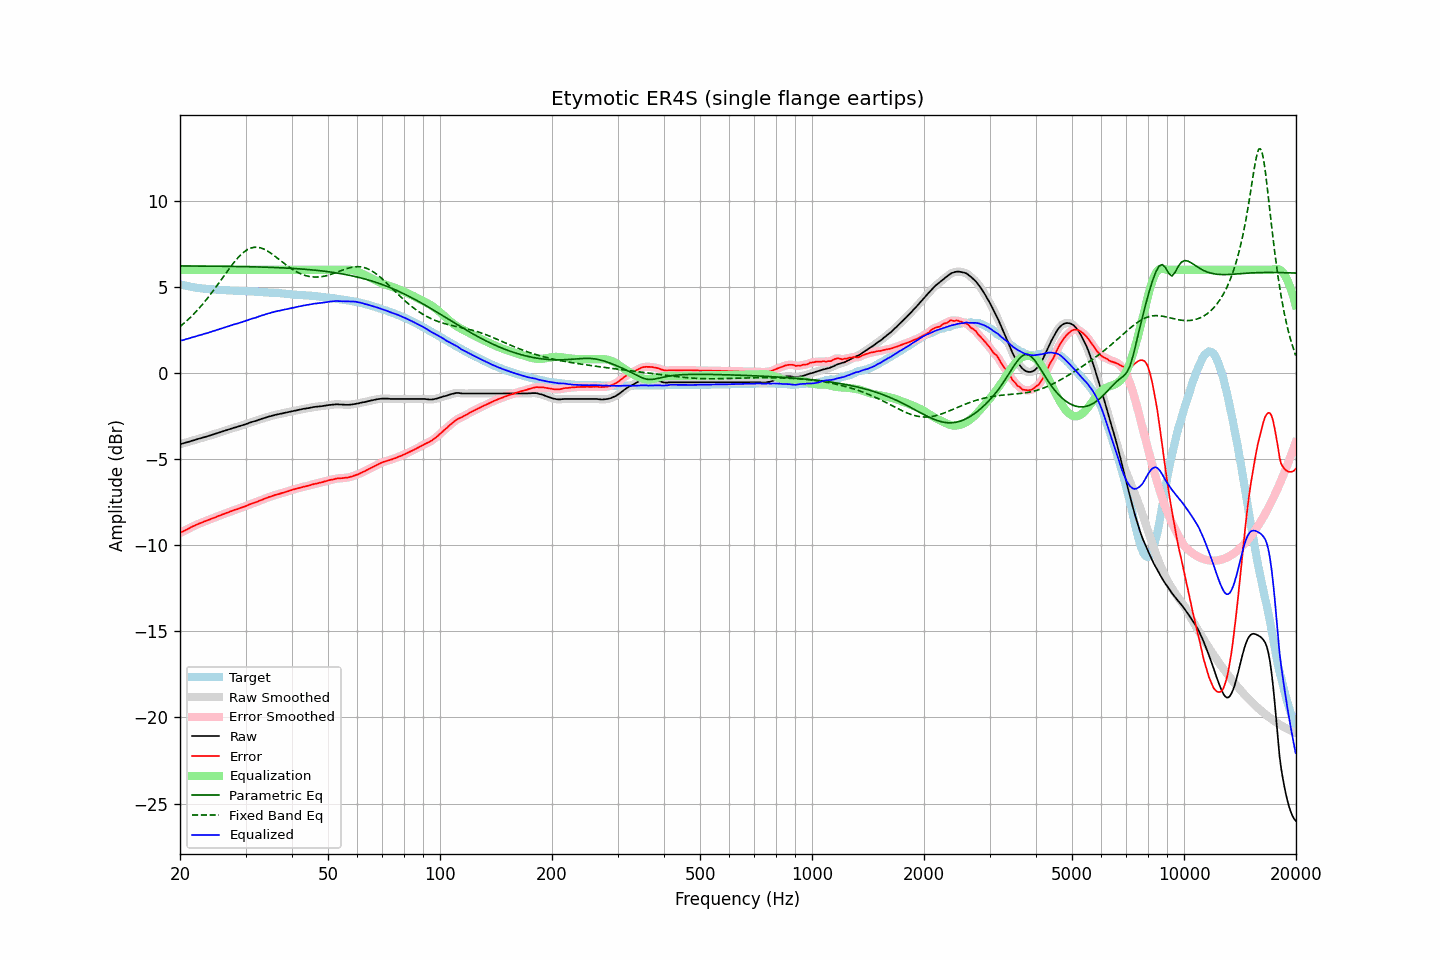 Etymotic ER4S (single flange eartips)
Amplitude (dBr)
10
5
0
−5
−10
−15
−20
−25
Target
Raw Smoothed
Error Smoothed
Raw
Error
Equalization
Parametric Eq
Fixed Band Eq
Equalized
20 50 100 200 500 1000 2000 5000 10000 20000
Frequency (Hz)